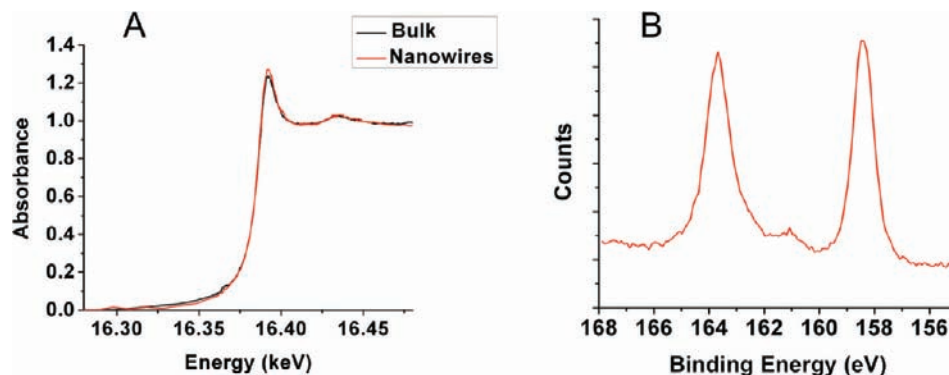 A
Bulk
Nanowires
B
1.4
1.2
1.0
0.8
0.6
0.4
0.2
0.0
Absorbance
16.30 16.35 16.40 16.45
Energy (keV)
Counts
168 166 164 162 160 158 156
Binding Energy (eV)